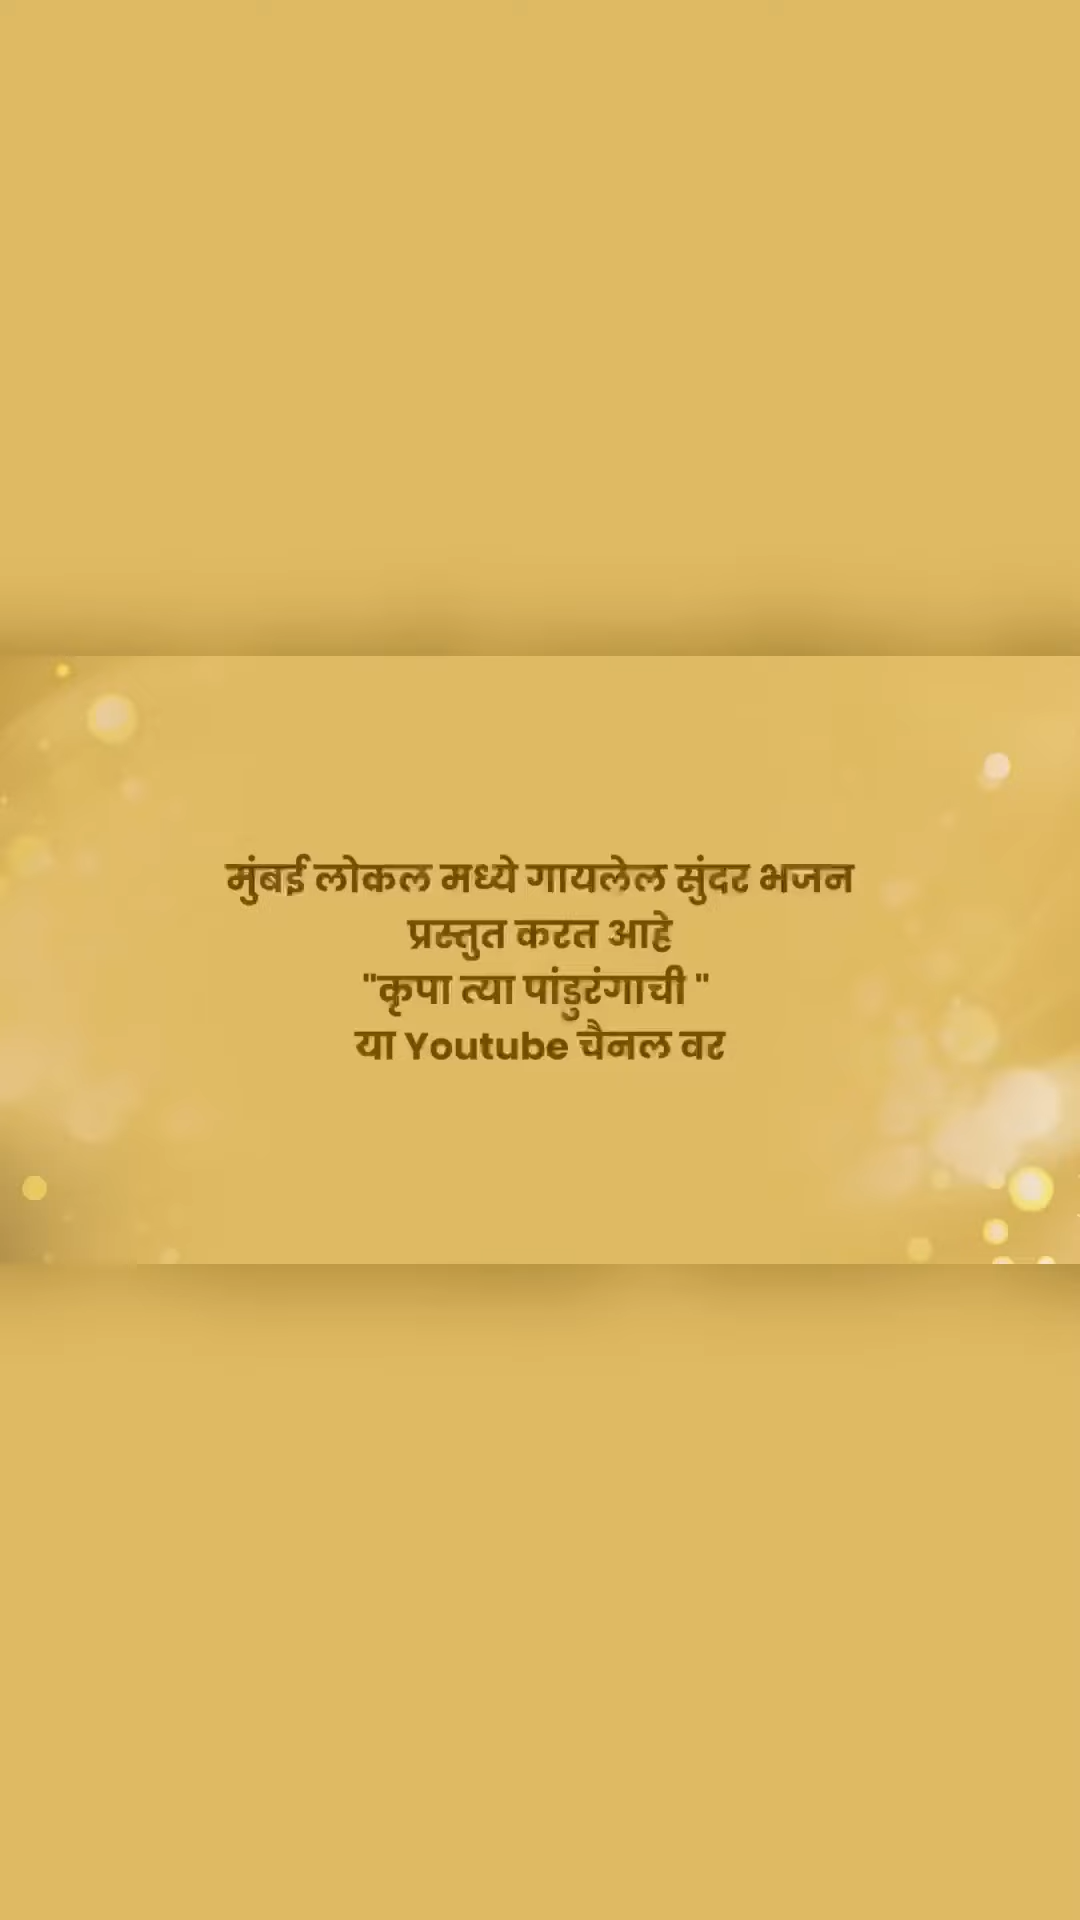 मुंबई लोकल मध्ये गायलेल सुंदर भजन
प्रस्तुत करत आहे
"कृपा त्या पांडुरंगाची "
या Youtube चैनल वर